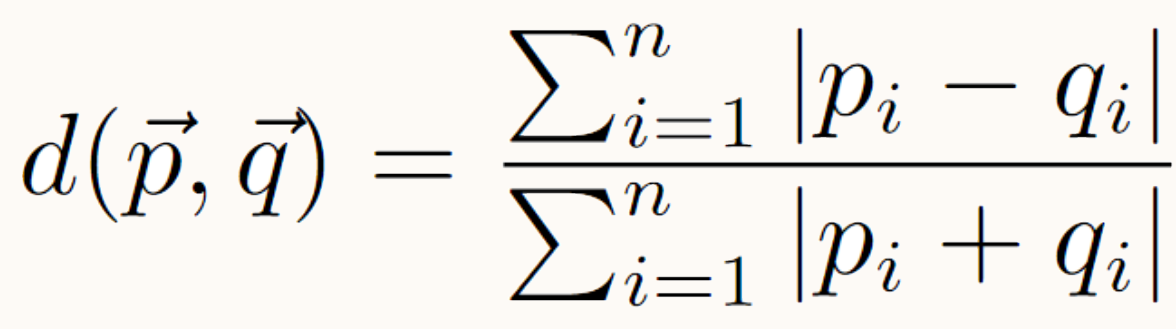 d(\vec{p}, \vec{q}) = \frac{\sum_{i=1}^{n} |p_i - q_i|}{\sum_{i=1}^{n} |p_i + q_i|}